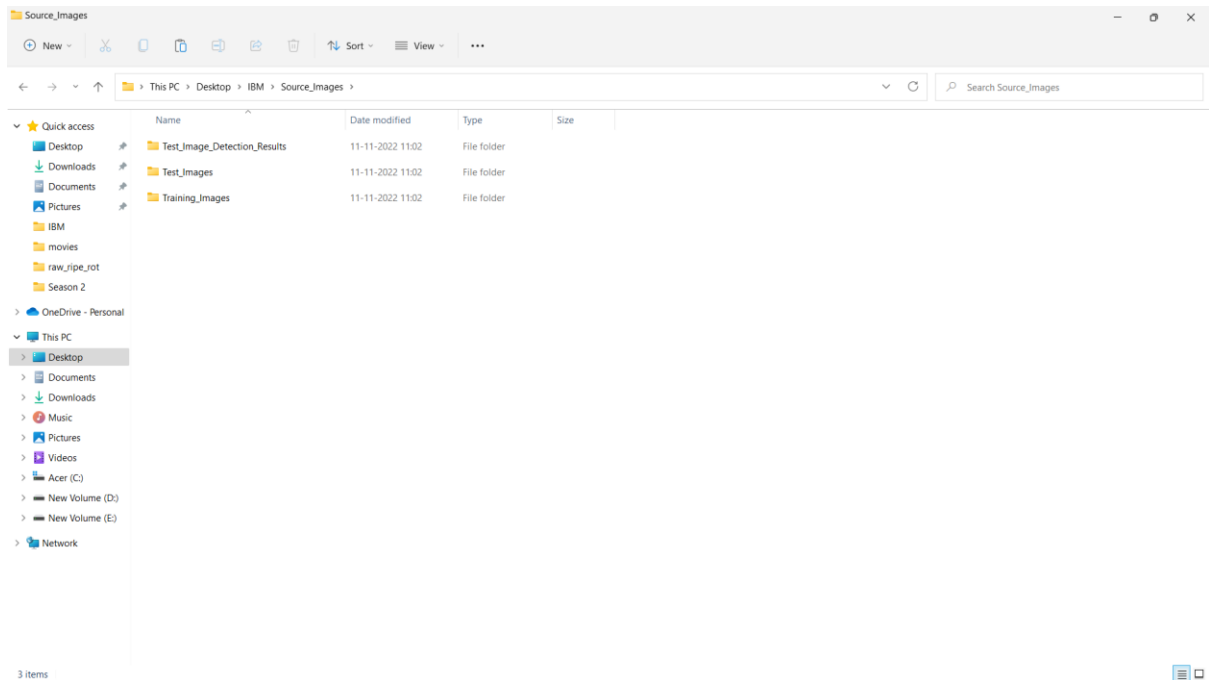 Source_Images
New
Sort
View
This PC > Desktop > IBM > Source_Images >
Search Source_Images
Name Date modified Type Size
Test_Image_Detection_Results 11-11-2022 11:02 File folder
Test_Images 11-11-2022 11:02 File folder
Training_Images 11-11-2022 11:02 File folder
Quick access
Desktop
Downloads
Documents
Pictures
IBM
movies
raw_ripe_rot
Season 2
OneDrive - Personal
This PC
Desktop
Documents
Downloads
Music
Pictures
Videos
Acer (C:)
New Volume (D:)
New Volume (E:)
Network
3 items